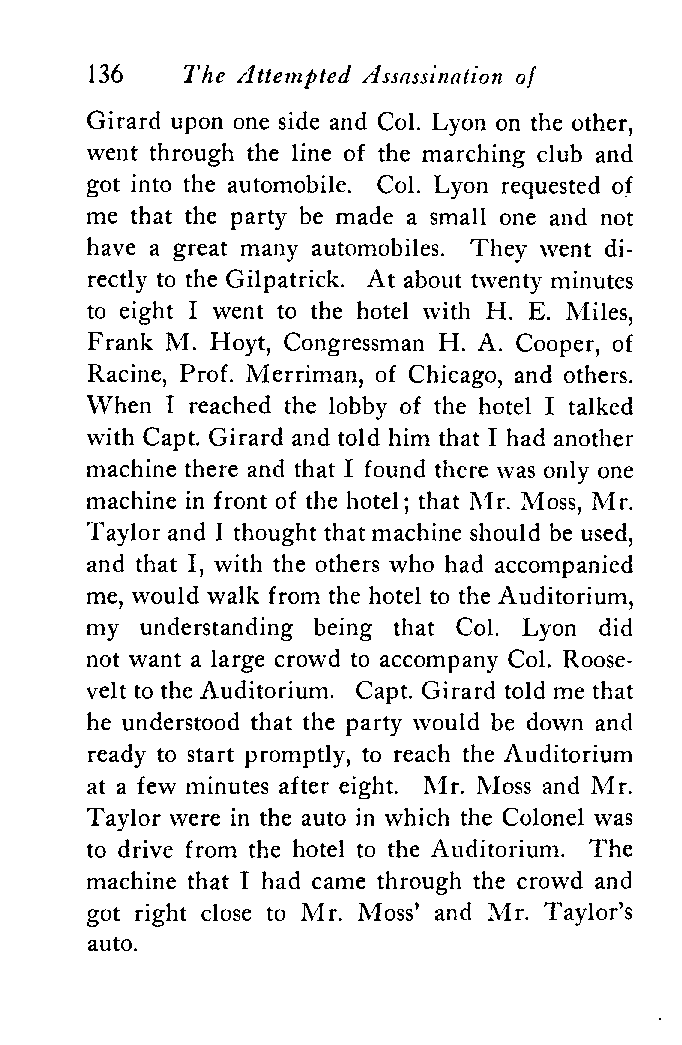 136 The Attempted Assassination of
Girard upon one side and Col. Lyon on the other,
went through the line of the marching club and
got into the automobile. Col. Lyon requested of
me that the party be made a small one and not
have a great many automobiles. They went di-
rectly to the Gilpatrick. At about twenty minutes
to eight I went to the hotel with H. E. Miles,
Frank M. Hoyt, Congressman H. A. Cooper, of
Racine, Prof. Merriman, of Chicago, and others.
When I reached the lobby of the hotel I talked
with Capt. Girard and told him that I had another
machine there and that I found there was only one
machine in front of the hotel; that Mr. Moss, Mr.
Taylor and I thought that machine should be used,
and that I, with the others who had accompanied
me, would walk from the hotel to the Auditorium,
my understanding being that Col. Lyon did
not want a large crowd to accompany Col. Roose-
velt to the Auditorium. Capt. Girard told me that
he understood that the party would be down and
ready to start promptly, to reach the Auditorium
at a few minutes after eight. Mr. Moss and Mr.
Taylor were in the auto in which the Colonel was
to drive from the hotel to the Auditorium. The
machine that I had came through the crowd and
got right close to Mr. Moss' and Mr. Taylor's
auto.